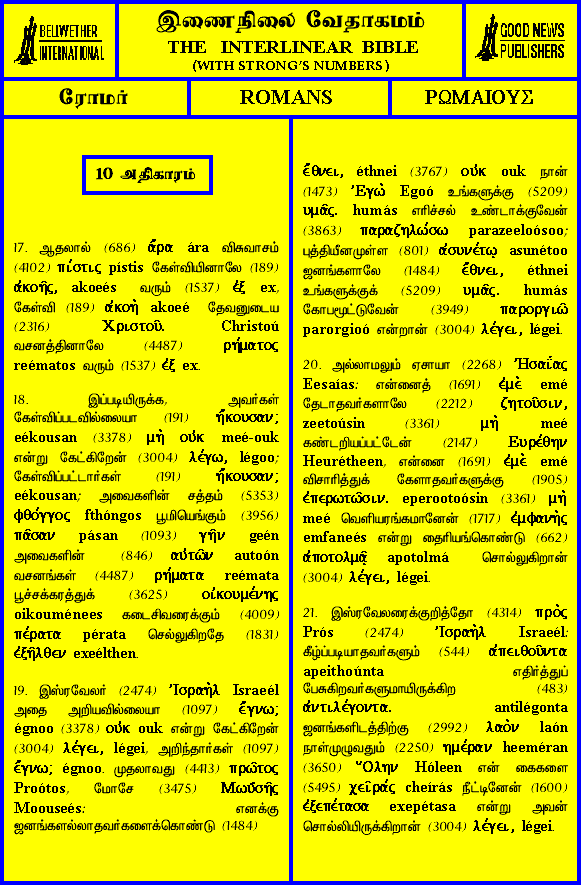 BELLWETHER
INTERNATIONAL
இணைநிலை வேதாகமம்
THE INTERLINEAR BIBLE
(WITH STRONG'S NUMBERS)
GOOD NEWS
PUBLISHERS
ரோமர்
ROMANS
ΡΩΜΑΙΟΥΣ
10 அதிகாரம்
17. ஆதலால் (686) ἄρα ára விசுவாசம்
(4102) πίστις pístis கேள்வியினாலே (189)
ἀκοῆς, akoés வரும் (1537) ἐξ ex,
கேள்வி (189) ἀκοὴ akoeé தேவனுடைய
(2316) Χριστοῦ. Christoú
வசனத்தினாலே (4487) ρήματος
reématos வரும் (1537) ἐξ ex.
18. இப்படியிருக்க, அவர்கள்
கேள்விப்படவில்லையா (191) ἤκουσαν;
eékousan (3378) μὴ οὐκ meé-ouk
என்று கேட்கிறேன் (3004) λέγω, légoo;
கேள்விப்பட்டார்கள் (191) ἤκουσαν;
eékousan; அவைகளின் சத்தம் (5353)
φθόγγος fthóngos பூமியெங்கும் (3956)
πᾶσαν pásan (1093) γῆν geén
அவைகளின் (846) αὐτῶν autoón
வசனங்கள் (4487) ρήματα reémata
பூச்சக்கரத்துக் (3625) οἰκουμένης
oikouménees கடைசிவரைக்கும் (4009)
πέρατα pérata செல்லுகிறதே (1831)
ἐξῆλθεν exeélthen.
19. இஸ்ரவேலர் (2474) Ἰσραὴλ Israeél
அதை அறியவில்லையா (1097) ἔγνω;
égnoo (3378) οὐκ ouk என்று கேட்கிறேன்
(3004) λέγει, légei, அறிந்தார்கள் (1097)
ἔγνω; égnoo. முதலாவது (4413) πρῶτος
Proótos, மோசே (3475) Μωϋσῆς
Moouseés: எனக்கு
ஜனங்களல்லாதவர்களைக்கொண்டு (1484)
ἔθνει, éthnei (3767) οὐκ ouk நான்
(1473) Ἐγὼ Egoó உங்களுக்கு (5209)
υμᾶς. humás எரிச்சல் உண்டாக்குவேன்
(3863) παραζηλώσω parazeeloósoo;
புத்தியீனமுள்ள (801) ἀσυνέτῳ asunétoo
ஜனங்களாலே (1484) ἔθνει, éthnei
உங்களுக்குக் (5209) υμᾶς. humás
கோபமூட்டுவேன் (3949) παροργιῶ
parorgioó என்றான் (3004) λέγει, légei.
20. அல்லாமலும் ஏசாயா (2268) Ἠσαΐας
Eesaías: என்னைத் (1691) ἐμὲ emé
தேடாதவர்களாலே (2212) ζητοῦσιν,
zeetoúsin (3361) μὴ meé
கண்டறியப்பட்டேன் (2147) Ευρέθην
Heurétheen, என்னை (1691) ἐμὲ emé
விசாரித்துக் கேளாதவர்களுக்கு (1905)
ἐπερωτῶσιν. eperootoósin (3361) μὴ
meé வெளியரங்கமானேன் (1717) ἐμφανὴς
emfaneés என்று தைரியங்கொண்டு (662)
ἀποτολμᾷ apotolmá சொல்லுகிறான்
(3004) λέγει, légei.
21. இஸ்ரவேலரைக்குறித்தோ (4314) πρὸς
Prós (2474) Ἰσραὴλ Israeél:
கீழ்ப்படியாதவர்களும் (544) ἀπειθοῦντα
apeithoúnta எதிர்த்துப்
பேசுகிறவர்களுமாயிருக்கிற (483)
ἀντιλέγοντα. antilégonta
ஜனங்களிடத்திற்கு (2992) λαὸν laón
நாள்முழுவதும் (2250) ημέραν heeméran
(3650) Ὅλην Hóleen என் கைகளை
(5495) χεῖράς cheírás நீட்டினேன் (1600)
ἐξεπέτασα exepétasa என்று அவன்
சொல்லியிருக்கிறான் (3004) λέγει, légei.